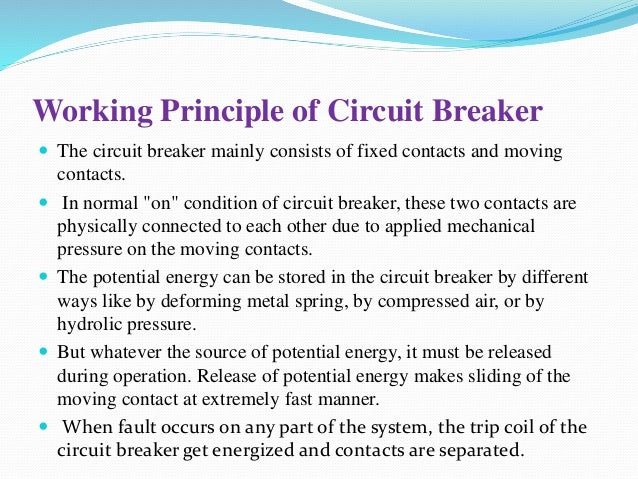 Working Principle of Circuit Breaker
The circuit breaker mainly consists of fixed contacts and moving
contacts.
In normal "on" condition of circuit breaker, these two contacts are
physically connected to each other due to applied mechanical
pressure on the moving contacts.
The potential energy can be stored in the circuit breaker by different
ways like by deforming metal spring, by compressed air, or by
hydrolic pressure.
But whatever the source of potential energy, it must be released
during operation. Release of potential energy makes sliding of the
moving contact at extremely fast manner.
When fault occurs on any part of the system, the trip coil of the
circuit breaker get energized and contacts are separated.